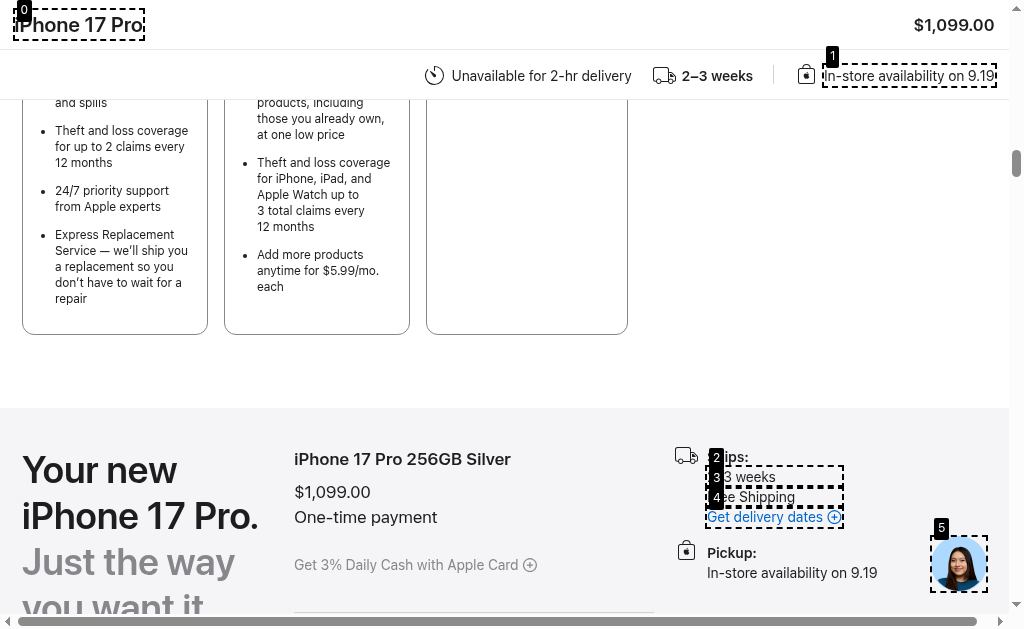 iPhone 17 Pro
$1,099.00
Unavailable for 2-hr delivery
2–3 weeks
In-store availability on 9.19
0
1
and spills
Theft and loss coverage
for up to 2 claims every
12 months
24/7 priority support
from Apple experts
Express Replacement
Service — we'll ship you
a replacement so you
don't have to wait for a
repair
products, including
those you already own,
at one low price
Theft and loss coverage
for iPhone, iPad, and
Apple Watch up to
3 total claims every
12 months
Add more products
anytime for $5.99/mo.
each
Your new
iPhone 17 Pro.
Just the way
you want it
iPhone 17 Pro 256GB Silver
$1,099.00
One-time payment
Get 3% Daily Cash with Apple Card
2
3 weeks
3
4
Shipping
Get delivery dates
5
Pickup:
In-store availability on 9.19